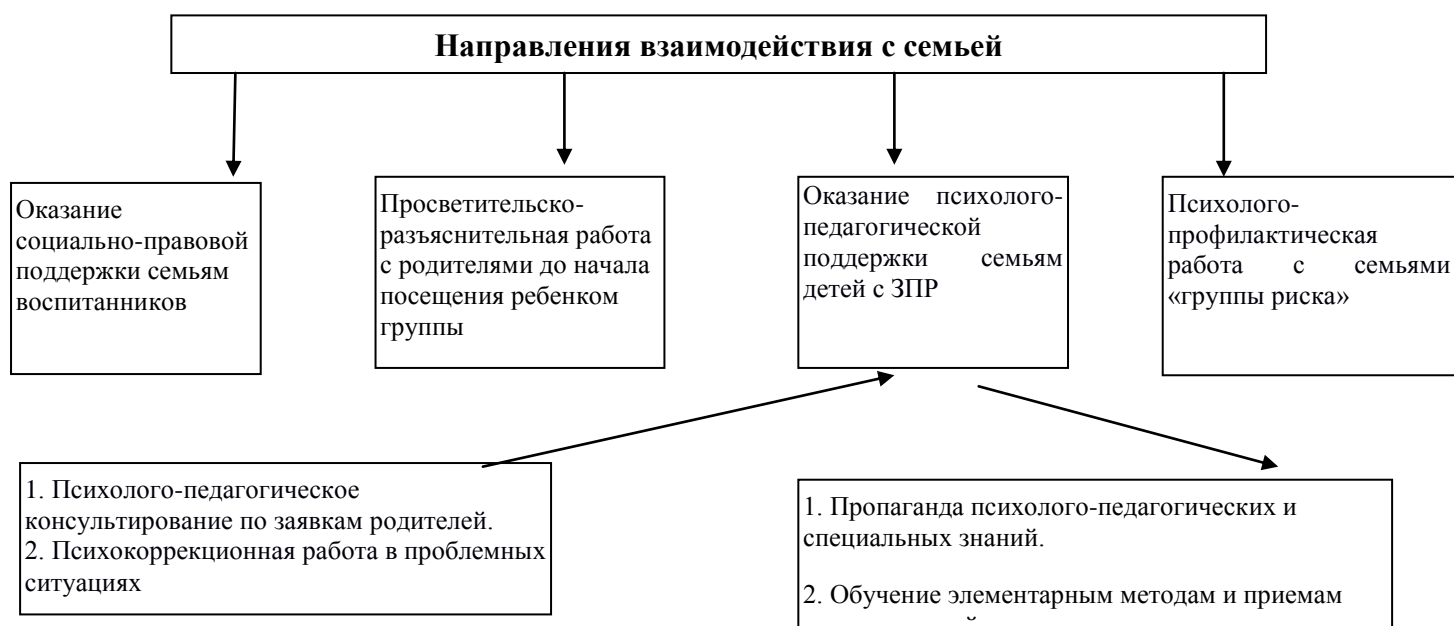 Направления взаимодействия с семьей
Оказание
социально-правовой
поддержки семьям
воспитанников
Просветительско-
разъяснительная работа
с родителями до начала
посещения ребенком
группы
Оказание психолого-
педагогической
поддержки семьям
детей с ЗПР
Психолого-
профилактическая
работа с семьями
«группы риска»
1. Психолого-педагогическое
консультирование по заявкам родителей.
2. Психокоррекционная работа в проблемных
ситуациях
1. Пропаганда психолого-педагогических и
специальных знаний.
2. Обучение элементарным методам и приемам